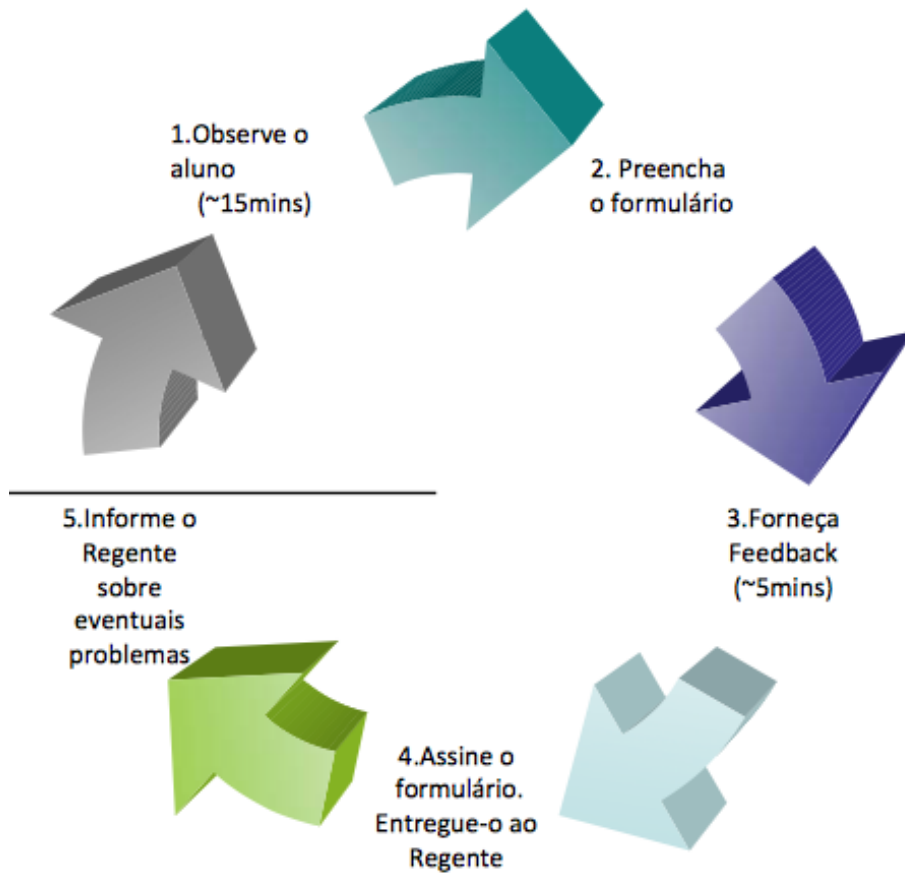 1.Observe o
aluno
(~15mins)
2. Preencha
o formulário
3.Forneça
Feedback
(~5mins)
4.Assine o
formulário.
Entregue-o ao
Regente
5.Informe o
Regente
sobre
eventuais
problemas